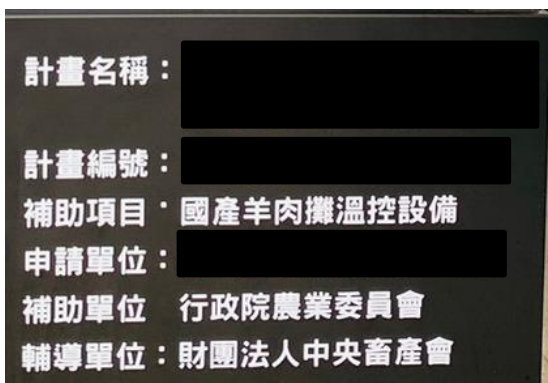 計畫名稱：
計畫編號：
補助項目：國產羊肉攤溫控設備
申請單位：
補助單位 行政院農業委員會
輔導單位：財團法人中央畜產會